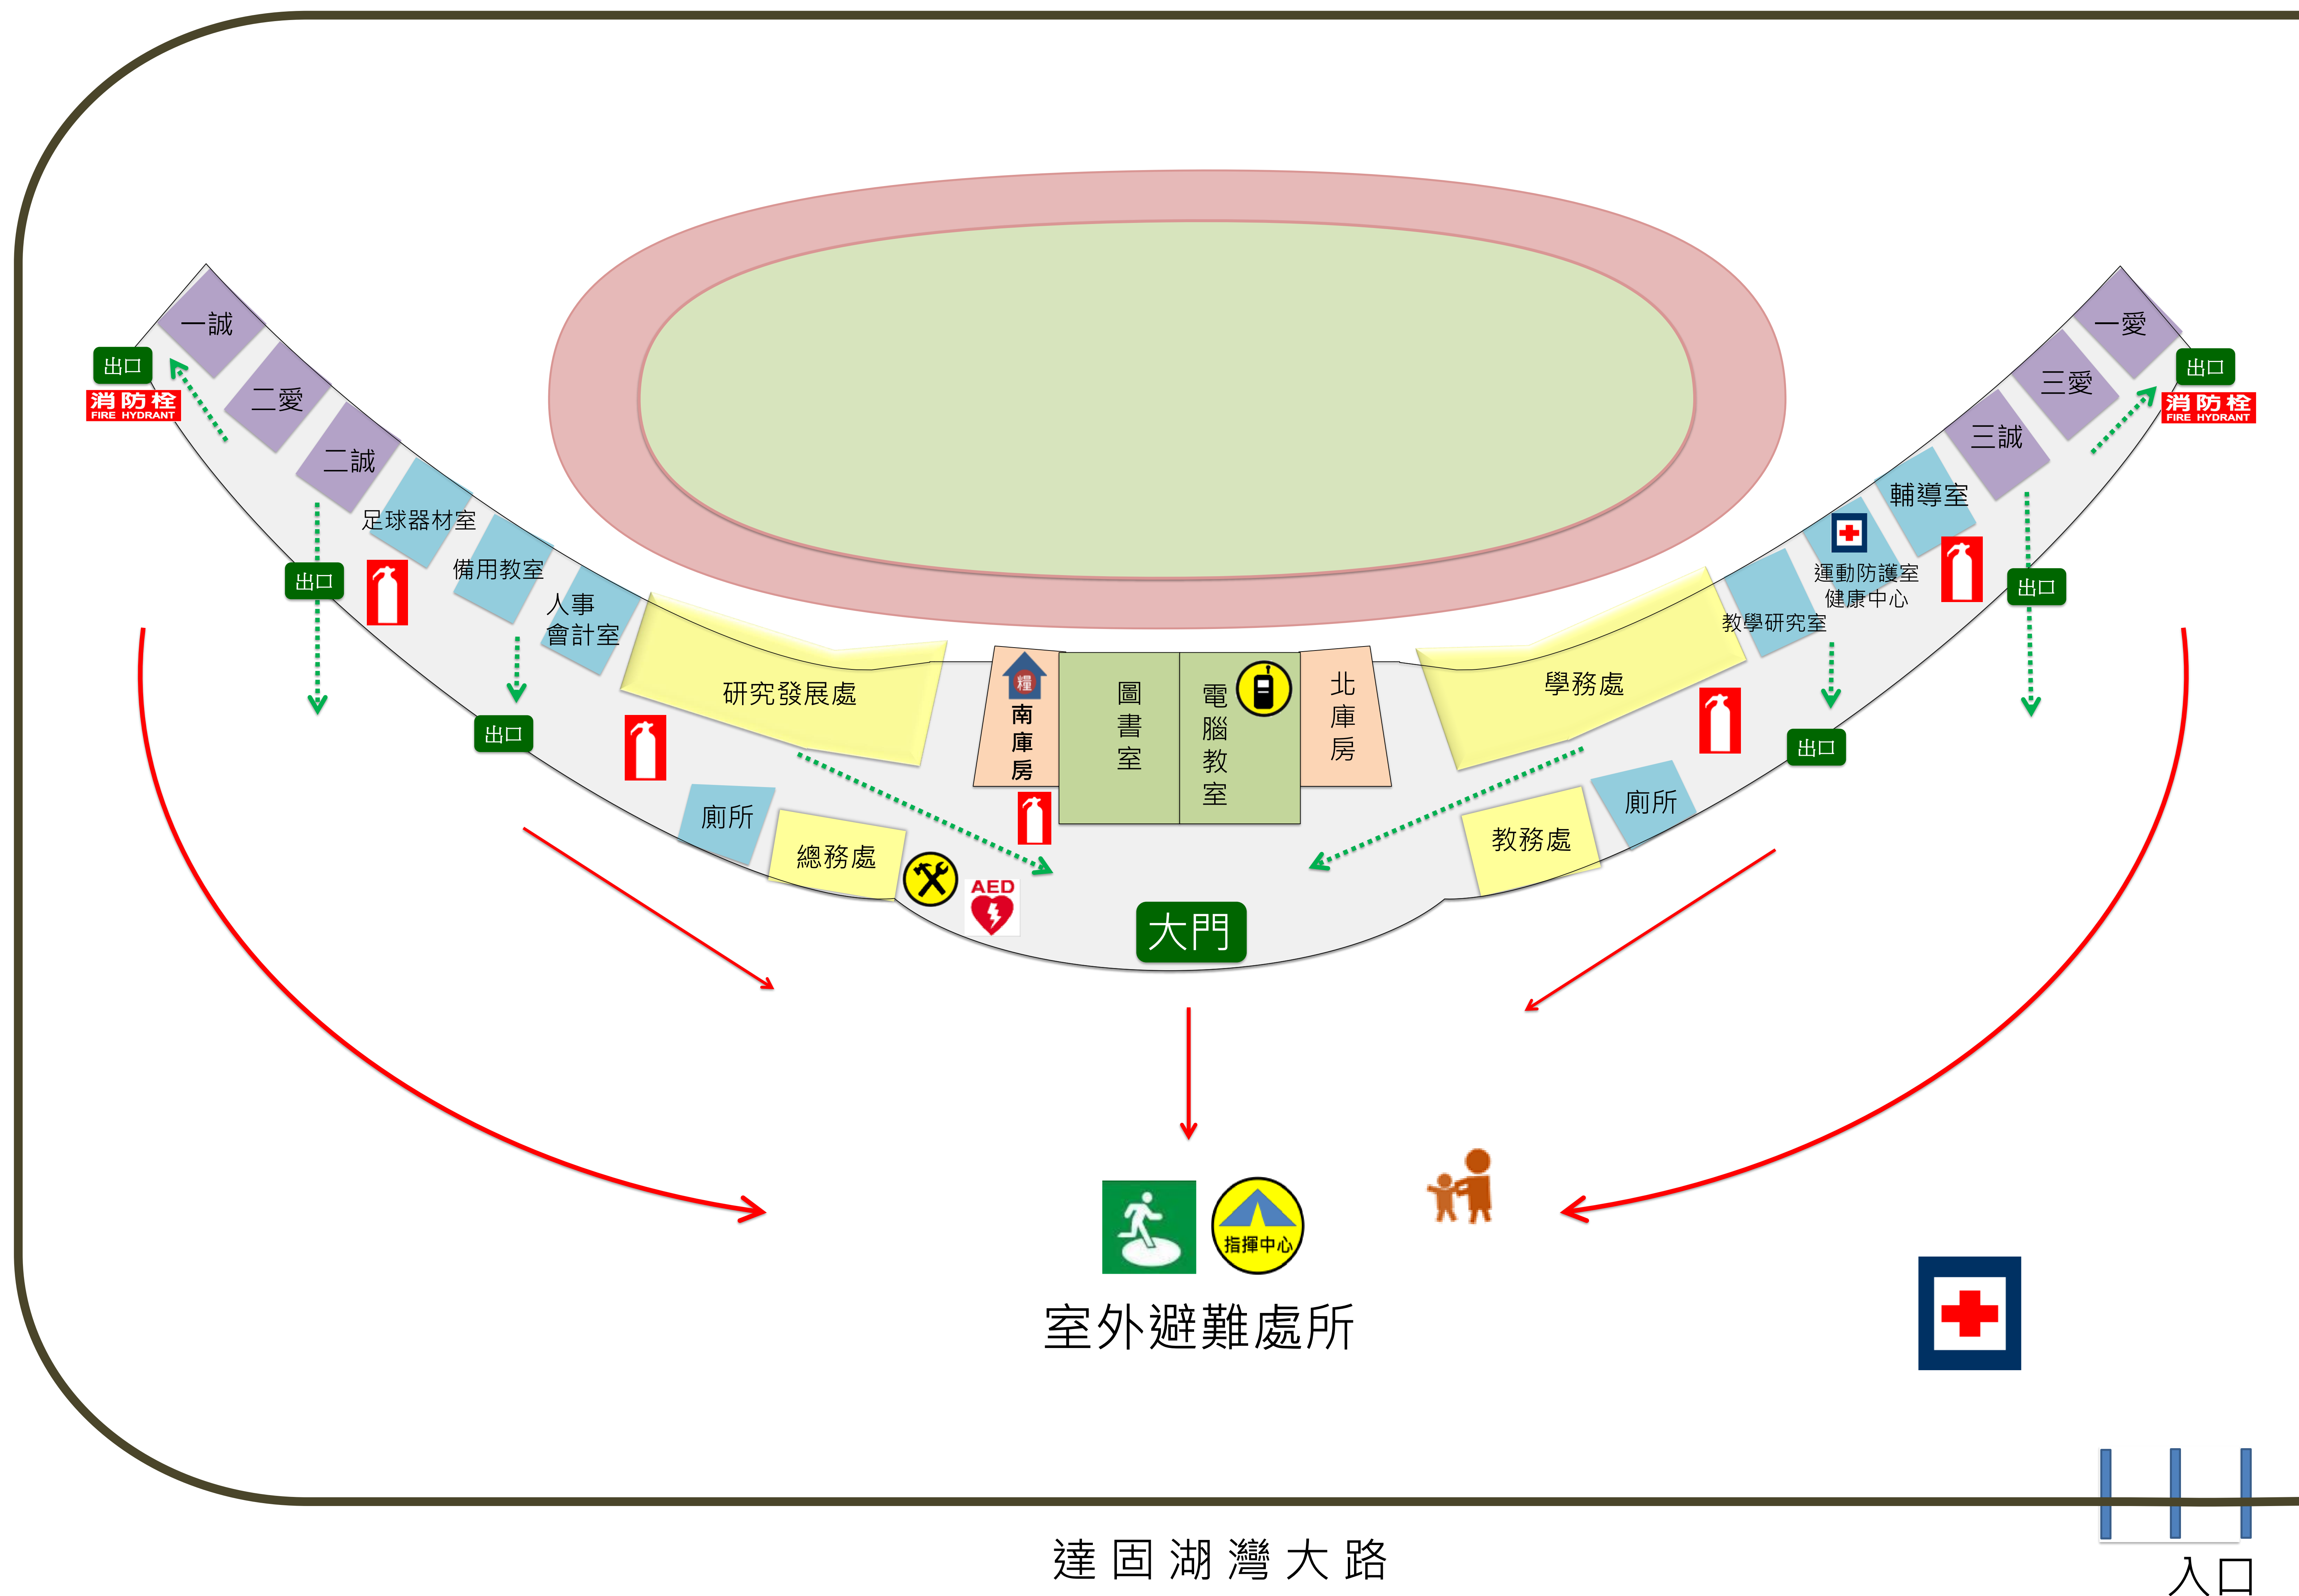 一誠
二愛
二誠
出口
消防栓
FIRE HYDRANT
足球器材室
備用教室
人事
會計室
出口
出口
研究發展處
廁所
總務處
AED
糧
南庫房
圖書室
電腦教室
北庫房
大門
學務處
教務處
廁所
教學研究室
運動防護室
健康中心
輔導室
三誠
三愛
一愛
出口
消防栓
FIRE HYDRANT
出口
出口
指揮中心
室外避難處所
達固湖灣大路
入口